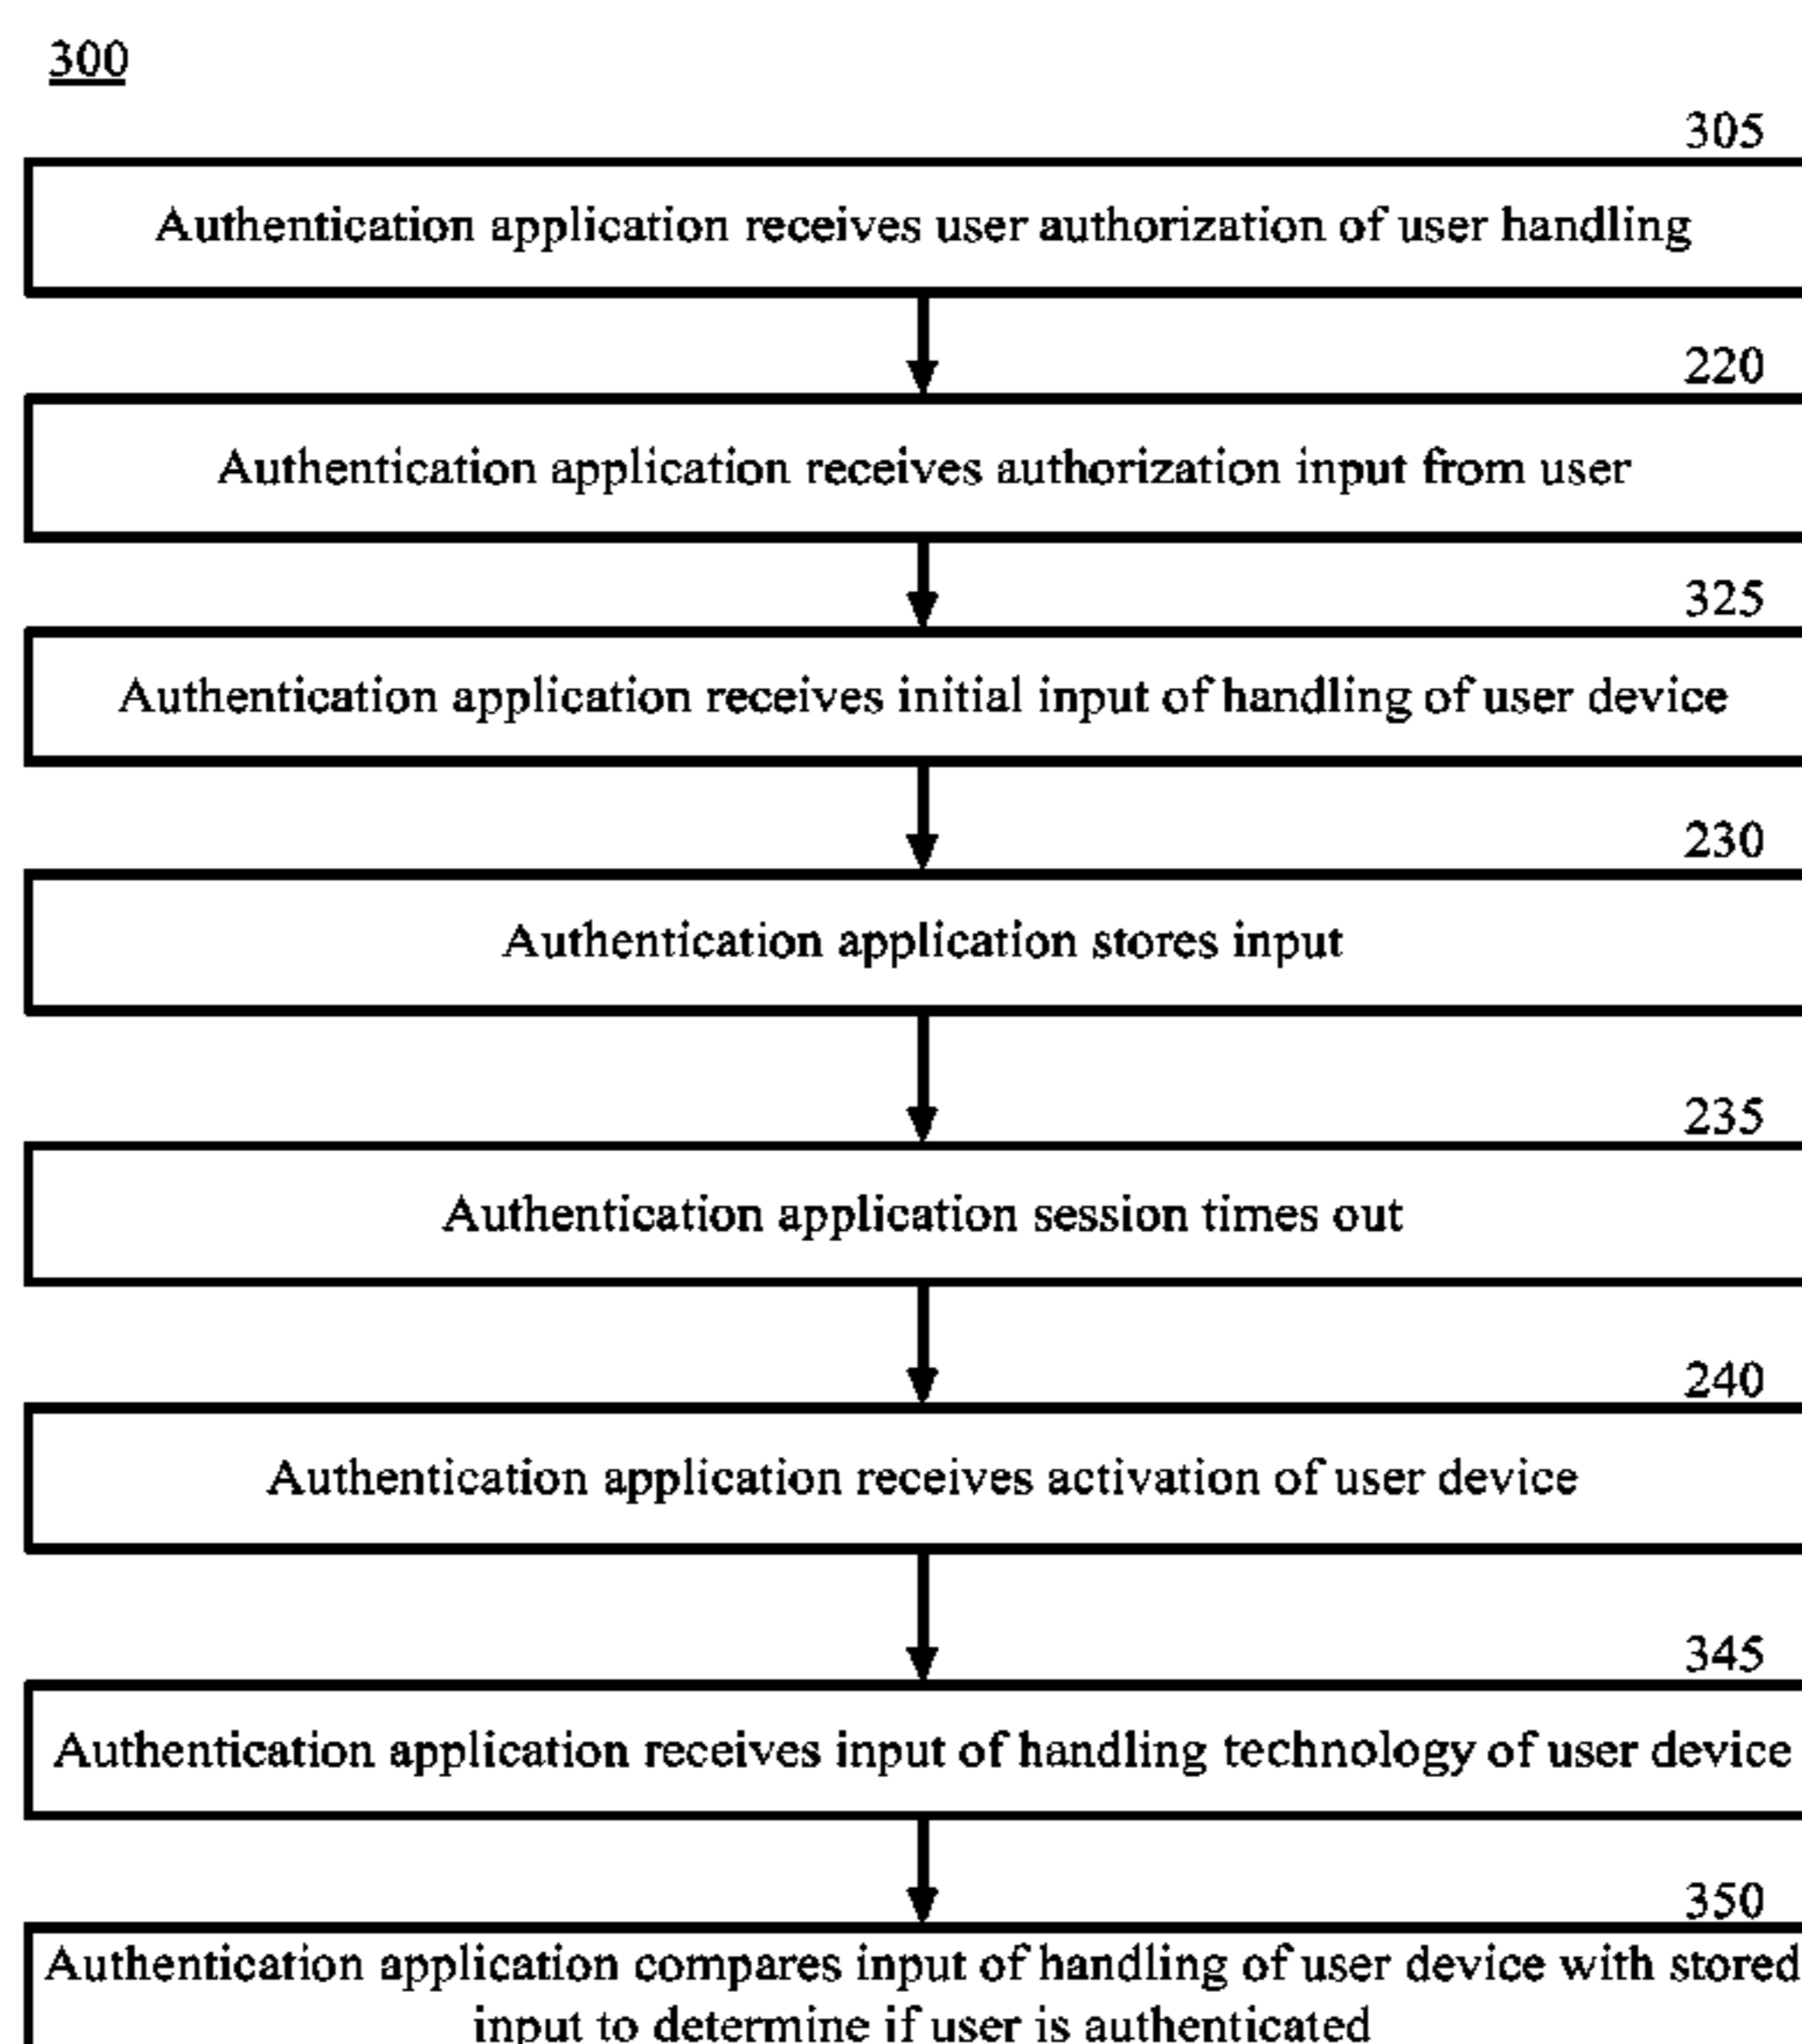 300
305
Authentication application receives user authorization of user handling
220
Authentication application receives authorization input from user
325
Authentication application receives initial input of handling of user device
230
Authentication application stores input
235
Authentication application session times out
240
Authentication application receives activation of user device
345
Authentication application receives input of handling technology of user device
350
Authentication application compares input of handling of user device with stored
input to determine if user is authenticated